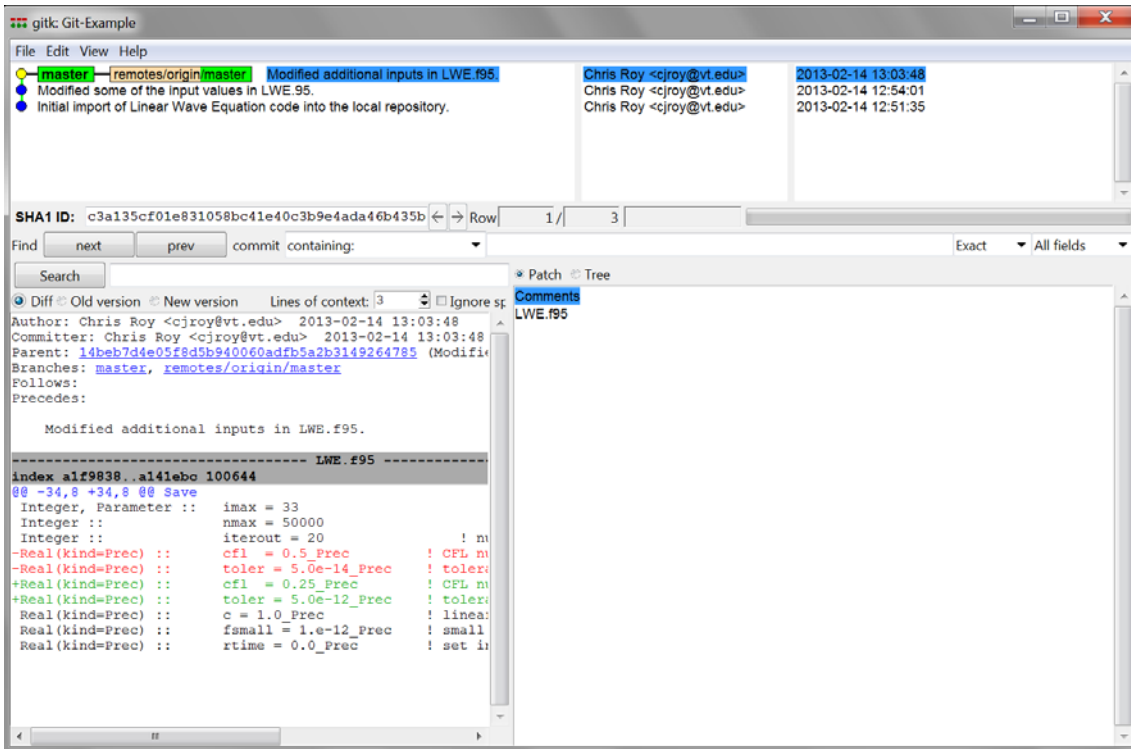 gitk: Git-Example
File Edit View Help
master remotes/origin/master Modified additional inputs in LWE.f95. Chris Roy <cjroy@vt.edu> 2013-02-14 13:03:48
Modified some of the input values in LWE.95. Chris Roy <cjroy@vt.edu> 2013-02-14 12:54:01
Initial import of Linear Wave Equation code into the local repository. Chris Roy <cjroy@vt.edu> 2013-02-14 12:51:35
SHA1 ID: c3a135cf01e831058bc41e40c3b9e4ada46b435b Row 1 / 3
Find next prev commit containing: Exact All fields
Search
Patch Tree
Diff Old version New version Lines of context: 3 Ignore sp
Comments
LWE.f95
Author: Chris Roy <cjroy@vt.edu> 2013-02-14 13:03:48
Committer: Chris Roy <cjroy@vt.edu> 2013-02-14 13:03:48
Parent: 14beb7d4e05f8d5b940060adfb5a2b3149264785 (Modifie
Branches: master, remotes/origin/master
Follows:
Precedes:
Modified additional inputs in LWE.f95.
---------------------------------- LWE.f95 ------------
index a1f9838..a141ebc 100644
@@ -34,8 +34,8 @@ Save
Integer, Parameter :: imax = 33
Integer :: nmax = 50000
Integer :: iterout = 20 ! nu
-Real(kind=Prec) :: cfl = 0.5_Prec ! CFL nu
-Real(kind=Prec) :: toler = 5.0e-14_Prec ! tolera
+Real(kind=Prec) :: cfl = 0.25_Prec ! CFL nu
+Real(kind=Prec) :: toler = 5.0e-12_Prec ! tolera
Real(kind=Prec) :: c = 1.0_Prec ! linear
Real(kind=Prec) :: fsmall = 1.e-12_Prec ! small
Real(kind=Prec) :: rtime = 0.0_Prec ! set in